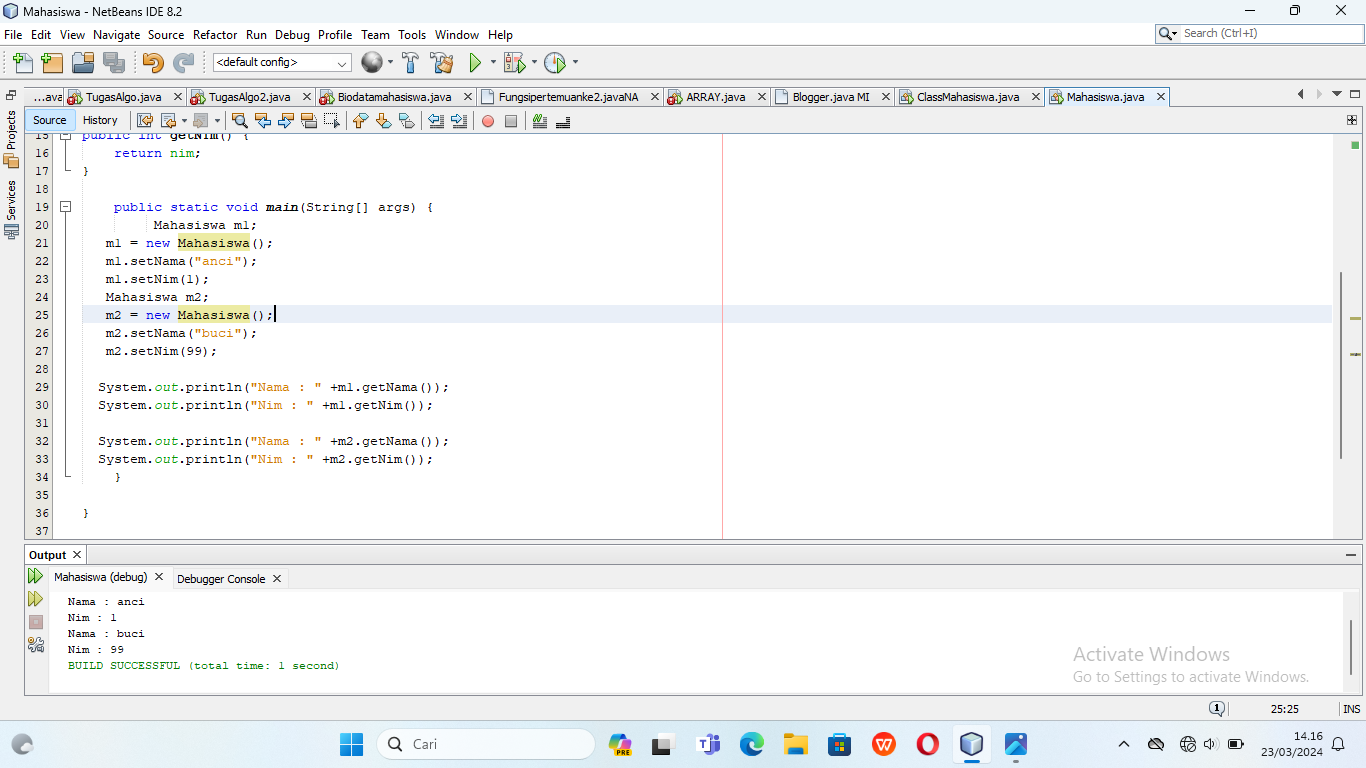 Mahasiswa - NetBeans IDE 8.2
File Edit View Navigate Source Refactor Run Debug Profile Team Tools Window Help
Search (Ctrl+I)
<default config>
...ava TugasAlgo.java TugasAlgo2.java Biodatamahasiswa.java Fungsipertemuanke2.javaNA ARRAY.java Blogger.java MI ClassMahasiswa.java Mahasiswa.java
Projects
Services
Source History
15 public int getNim() {
16 return nim;
17 }
18
19 public static void main(String[] args) {
20 Mahasiswa m1;
21 m1 = new Mahasiswa();
22 m1.setNama("anci");
23 m1.setNim(1);
24 Mahasiswa m2;
25 m2 = new Mahasiswa();
26 m2.setNama("buci");
27 m2.setNim(99);
28
29 System.out.println("Nama : " +m1.getNama());
30 System.out.println("Nim : " +m1.getNim());
31
32 System.out.println("Nama : " +m2.getNama());
33 System.out.println("Nim : " +m2.getNim());
34 }
35
36 }
37
Output
Mahasiswa (debug) Debugger Console
Nama : anci
Nim : 1
Nama : buci
Nim : 99
BUILD SUCCESSFUL (total time: 1 second)
Activate Windows
Go to Settings to activate Windows.
1 25:25 INS
Cari
PRE
14.16
23/03/2024